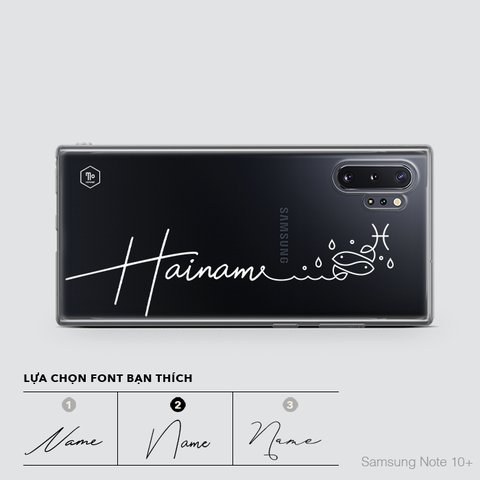 SAMSUNG
Hainam
LỰA CHỌN FONT BẠN THÍCH
1 2 3
Name Name Name
Samsung Note 10+